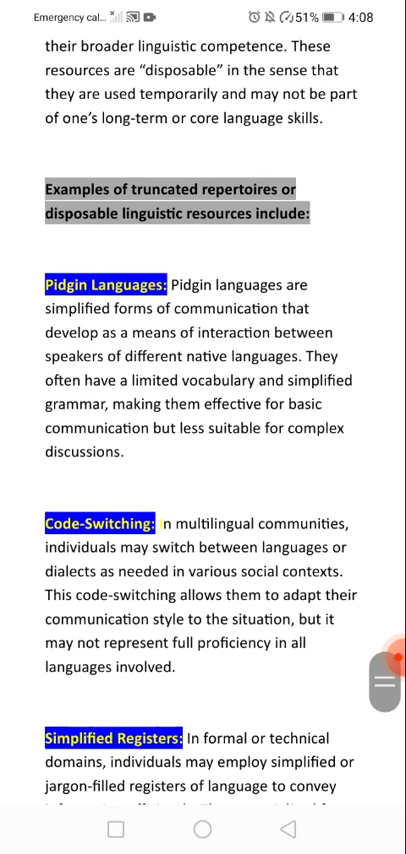 Emergency cal... 51% 4:08
their broader linguistic competence. These
resources are “disposable” in the sense that
they are used temporarily and may not be part
of one’s long-term or core language skills.
Examples of truncated repertoires or
disposable linguistic resources include:
Pidgin Languages: Pidgin languages are
simplified forms of communication that
develop as a means of interaction between
speakers of different native languages. They
often have a limited vocabulary and simplified
grammar, making them effective for basic
communication but less suitable for complex
discussions.
Code-Switching: In multilingual communities,
individuals may switch between languages or
dialects as needed in various social contexts.
This code-switching allows them to adapt their
communication style to the situation, but it
may not represent full proficiency in all
languages involved.
Simplified Registers: In formal or technical
domains, individuals may employ simplified or
jargon-filled registers of language to convey